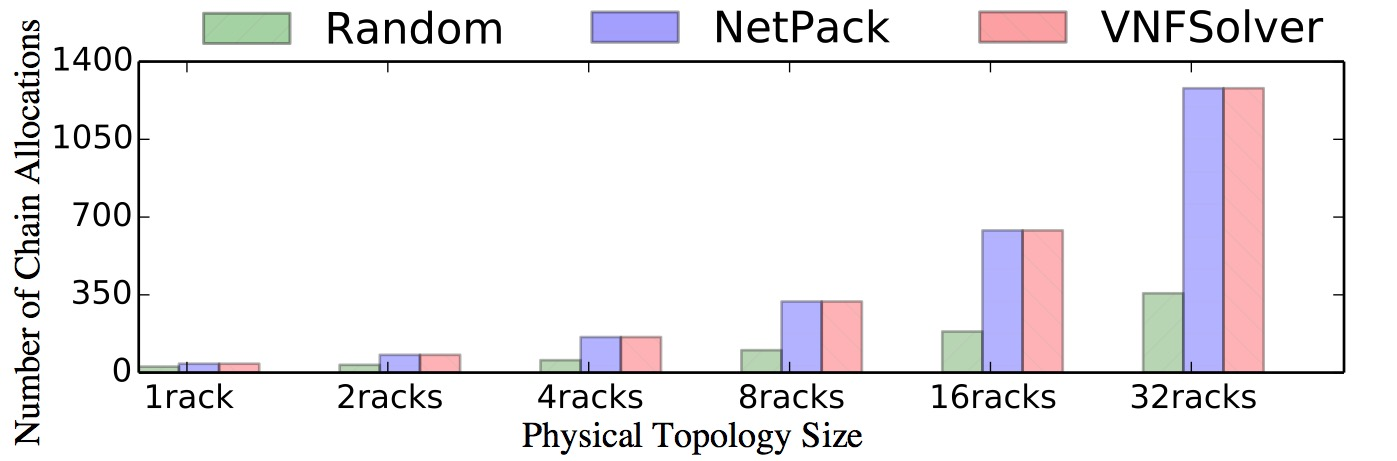 Random NetPack VNFSolver
Number of Chain Allocations
1400
1050
700
350
0
1rack 2racks 4racks 8racks 16racks 32racks
Physical Topology Size